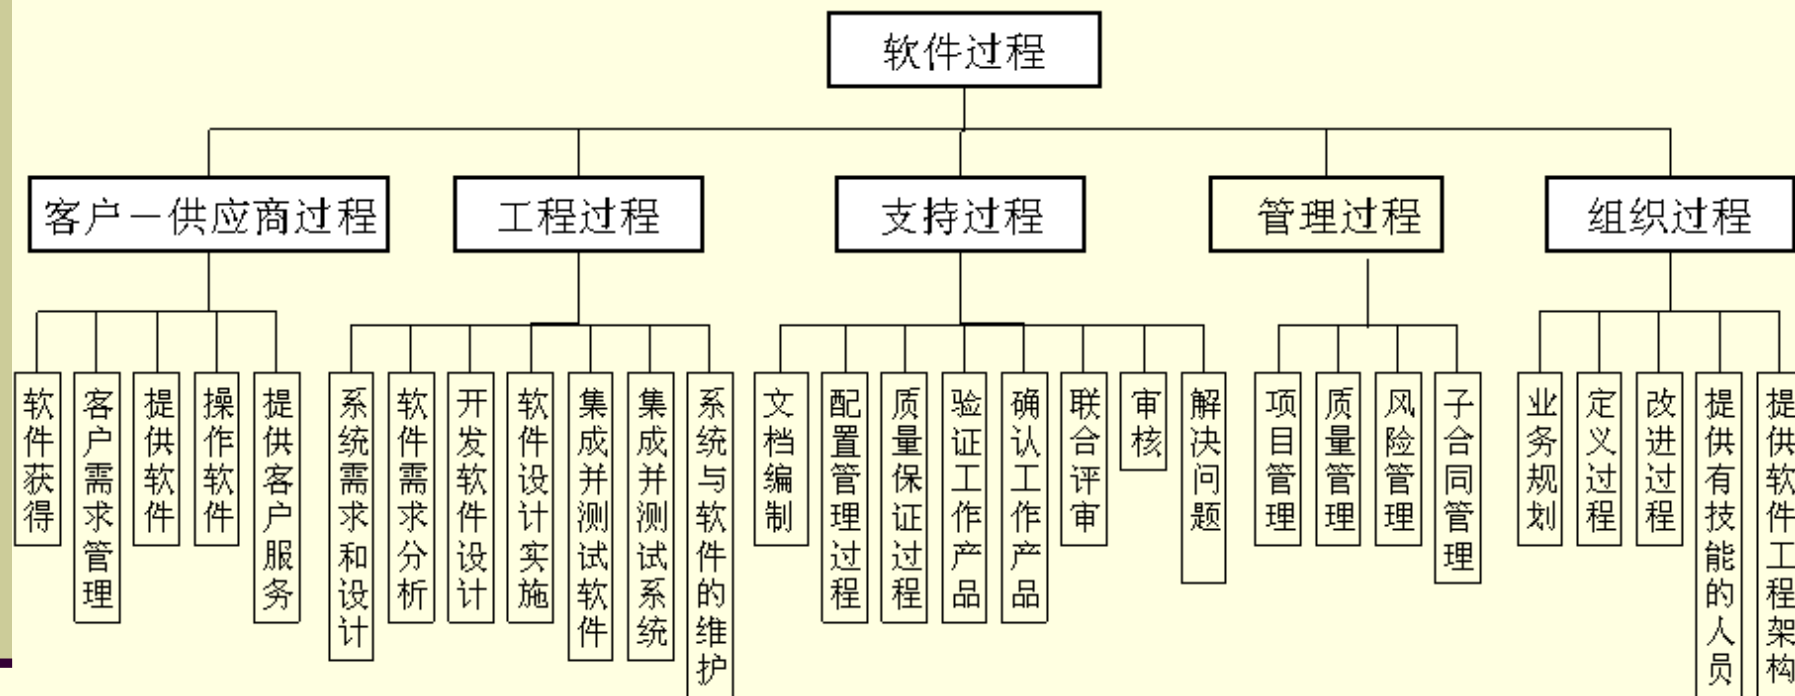 软件过程
客户－供应商过程
工程过程
支持过程
管理过程
组织过程
软件获得
客户需求管理
提供软件
操作软件
提供客户服务
系统需求和设计
软件需求分析
开发软件设计
软件设计实施
集成并测试软件
集成并测试系统
系统与软件的维护
文档编制
配置管理过程
质量保证过程
验证工作产品
确认工作产品
联合评审
审核
解决问题
项目管理
质量管理
风险管理
子合同管理
业务规划
定义过程
改进过程
提供有技能的人员
提供软件工程架构